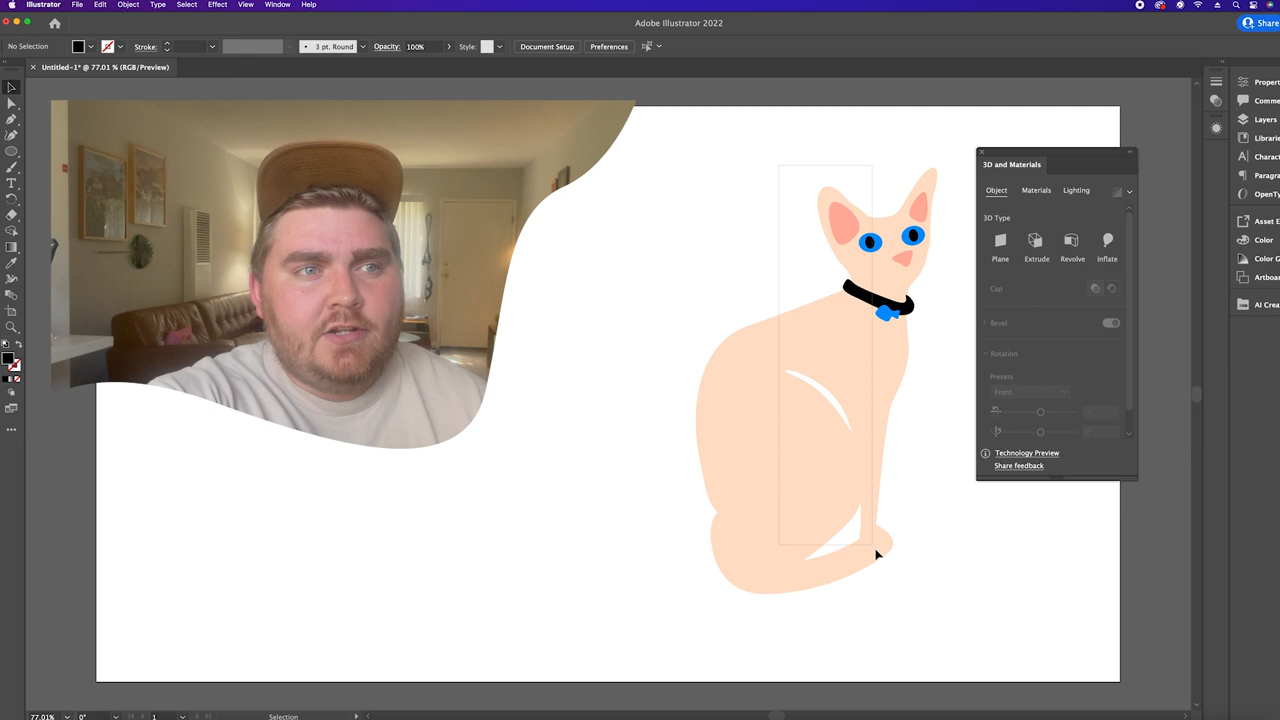 Illustrator File Edit Object Type Select Effect View Window Help
Adobe Illustrator 2022
Share
No Selection Stroke: 3 pt. Round Opacity: 100% Style: Document Setup Preferences
Untitled-1* @ 77.01 % (RGB/Preview)
3D and Materials
Object Materials Lighting
3D Type
Plane Extrude Revolve Inflate
Cap
Bevel
Rotation
Presets
Front
Technology Preview
Share feedback
Propert
Comme
Layers
Librarie
Charact
Paragra
OpenTy
Asset E
Color
Color G
Artboar
AI Crea
77.01% 0° 1 Selection